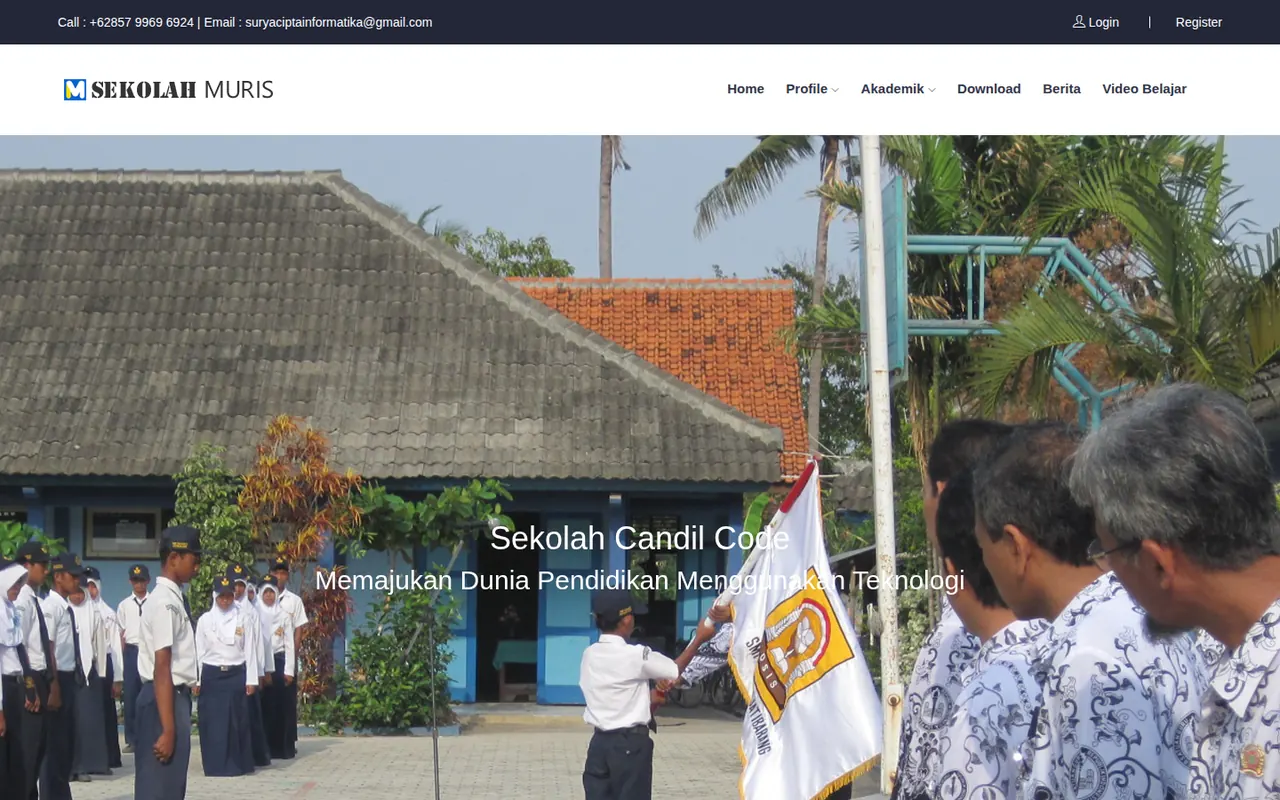 Call : +62857 9969 6924 | Email : suryaciptainformatika@gmail.com
Login | Register
SEKOLAH MURIS
Home Profile Akademik Download Berita Video Belajar
Sekolah Candil Code
Memajukan Dunia Pendidikan Menggunakan Teknologi
OSIS